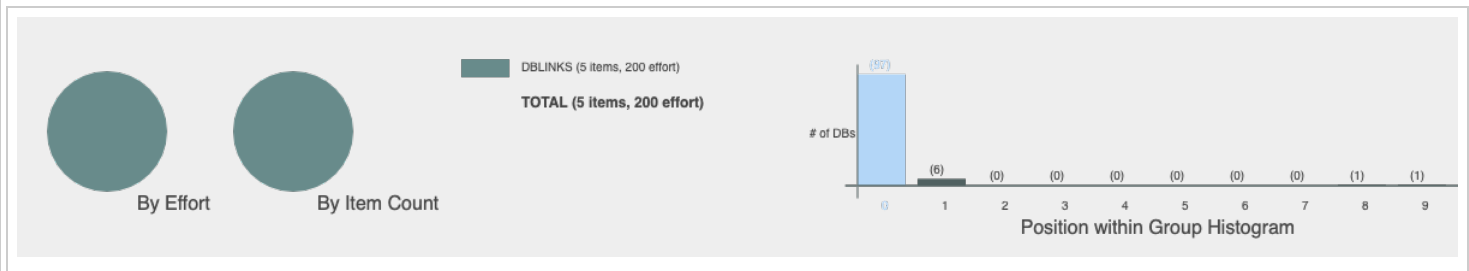 DBLINKS (5 items, 200 effort)
TOTAL (5 items, 200 effort)
By Effort
By Item Count
(97)
# of DBs
(6)
(0)
(0)
(0)
(0)
(0)
(0)
(1)
(1)
0 1 2 3 4 5 6 7 8 9
Position within Group Histogram